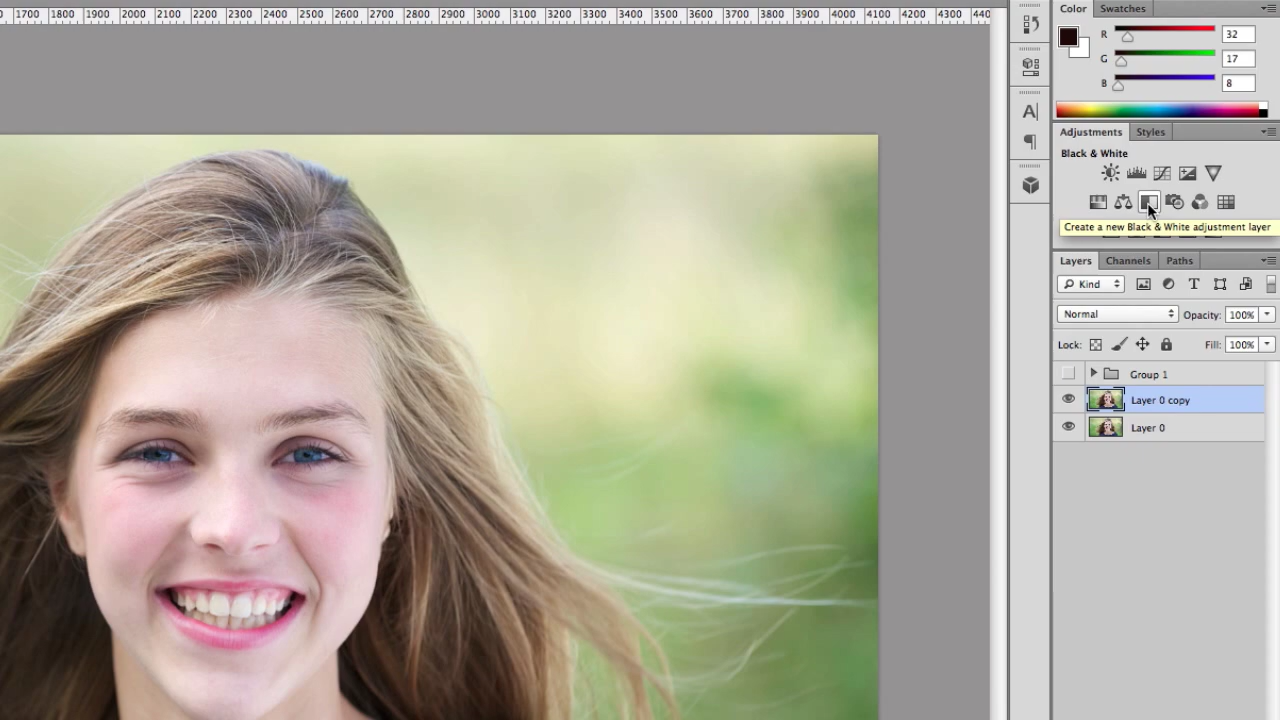 1700 1800 1900 2000 2100 2200 2300 2400 2500 2600 2700 2800 2900 3000 3100 3200 3300 3400 3500 3600 3700 3800 3900 4000 4100 4200 4300 440
Color Swatches
R 32
G 17
B 8
A
Adjustments Styles
Black & White
Create a new Black & White adjustment layer
Layers Channels Paths
Kind T
Normal Opacity: 100%
Lock: Fill: 100%
Group 1
Layer 0 copy
Layer 0